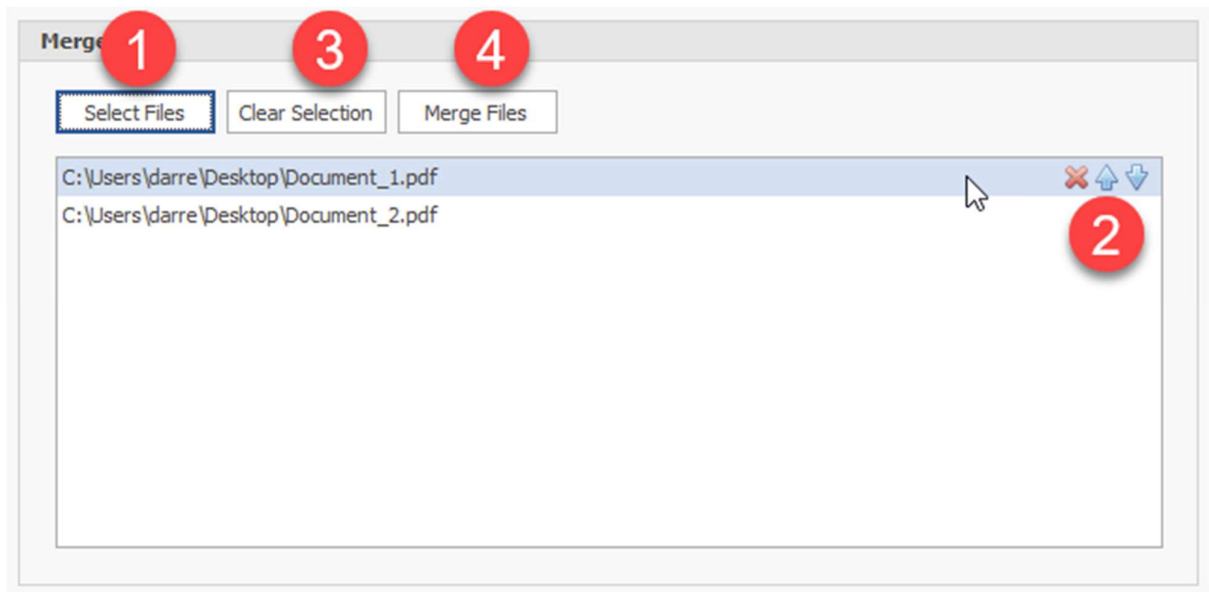 Merge
1
3
4
Select Files
Clear Selection
Merge Files
C:\Users\darre\Desktop\Document_1.pdf
C:\Users\darre\Desktop\Document_2.pdf
2